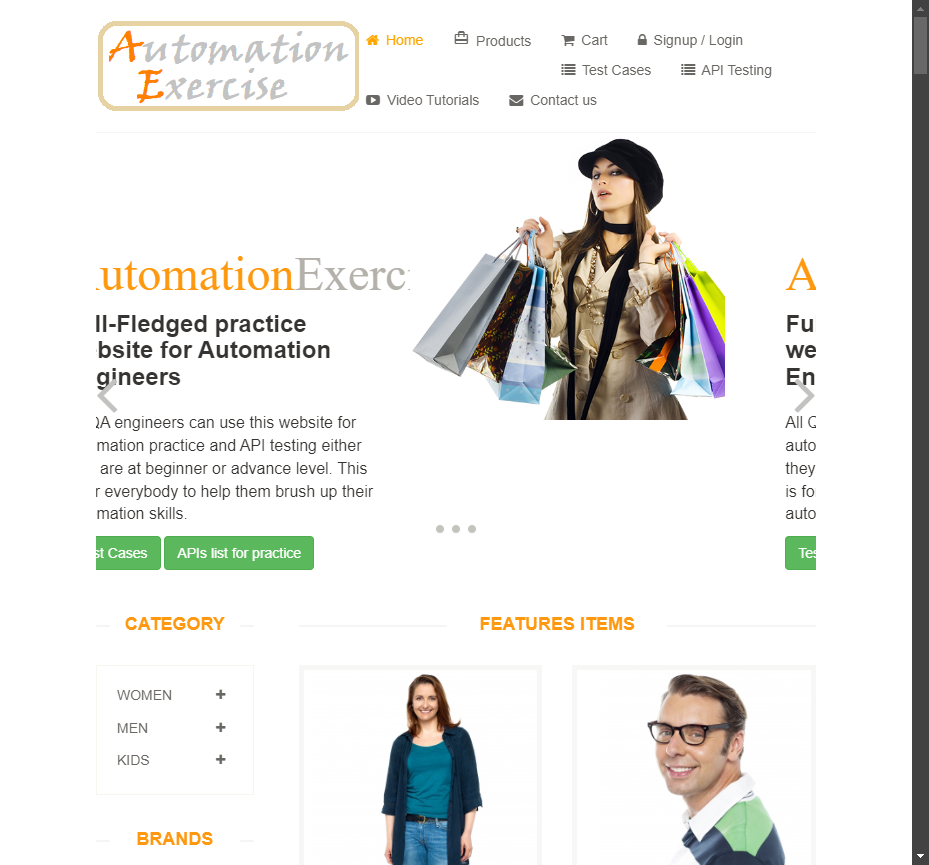 Automation
Exercise
Home
Products
Cart
Signup / Login
Test Cases
API Testing
Video Tutorials
Contact us
utomationExerc
ll-Fledged practice
bsite for Automation
gineers
QA engineers can use this website for
mation practice and API testing either
are at beginner or advance level. This
r everybody to help them brush up their
mation skills.
st Cases
APIs list for practice
A
Fu
we
En
All Q
auto
they
is fo
auto
Tes
CATEGORY
WOMEN
MEN
KIDS
BRANDS
FEATURES ITEMS